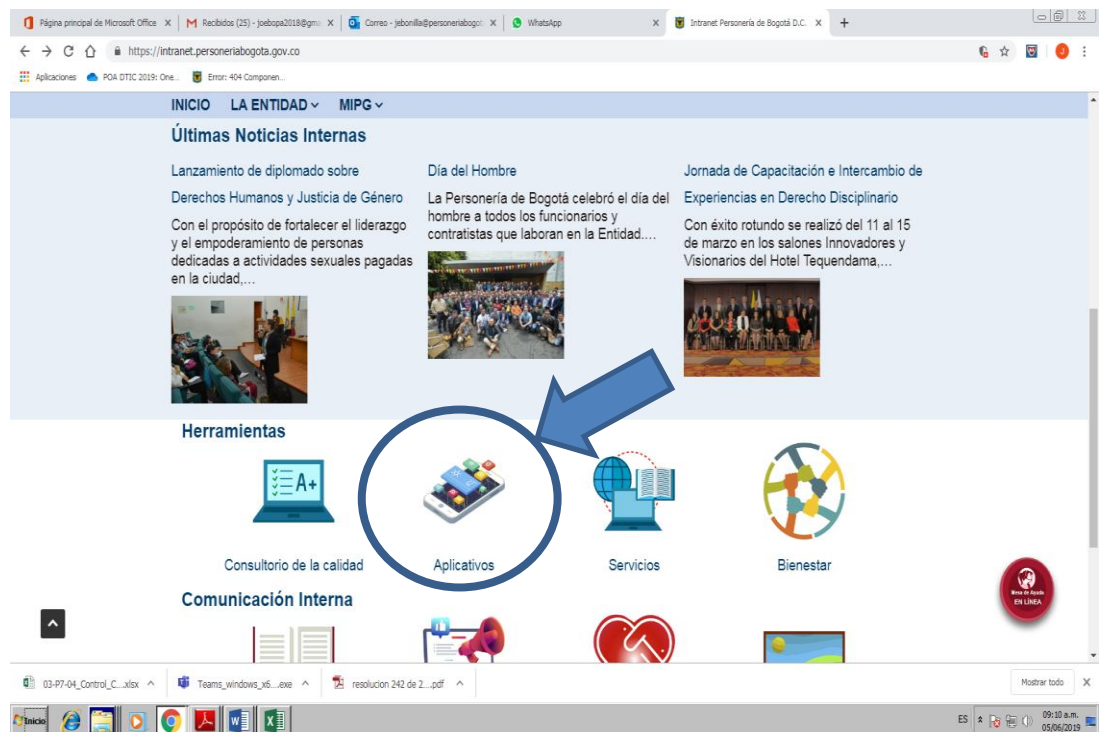 Página principal de Microsoft Office
Recibidos (25) - joebopa2018@gm
Correo - jebonilla@personeriabogot
WhatsApp
Intranet Personería de Bogotá D.C.
https://intranet.personeriabogota.gov.co
Aplicaciones
POA DTIC 2019: One...
Error: 404 Componen...
INICIO LA ENTIDAD MIPG
Últimas Noticias Internas
Lanzamiento de diplomado sobre
Derechos Humanos y Justicia de Género
Con el propósito de fortalecer el liderazgo
y el empoderamiento de personas
dedicadas a actividades sexuales pagadas
en la ciudad,...
Día del Hombre
La Personería de Bogotá celebró el día del
hombre a todos los funcionarios y
contratistas que laboran en la Entidad....
Jornada de Capacitación e Intercambio de
Experiencias en Derecho Disciplinario
Con éxito rotundo se realizó del 11 al 15
de marzo en los salones Innovadores y
Visionarios del Hotel Tequendama,...
Herramientas
A+
Consultorio de la calidad
Aplicativos
Servicios
Bienestar
Comunicación Interna
Mesa de Ayuda
EN LÍNEA
03-P7-04_Control_C....xlsx
Teams_windows_x6....exe
resolucion 242 de 2....pdf
Mostrar todo
Inicio
ES
09:10 a.m.
05/06/2019